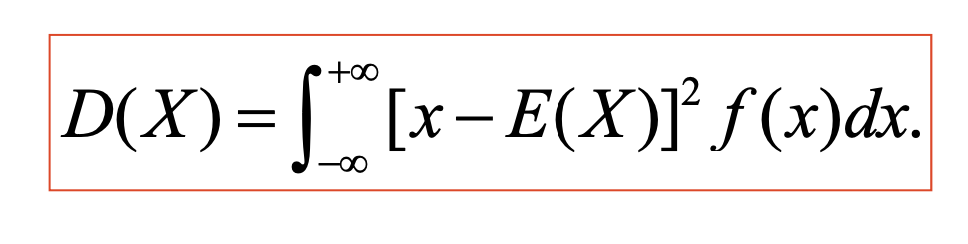 D(X) = ∫_{-∞}^{+∞} [x − E(X)]² f(x)dx.